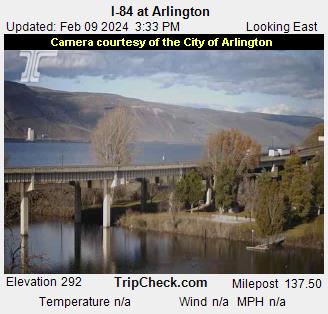 I-84 at Arlington
Updated: Feb 09 2024 3:33 PM Looking East
Camera courtesy of the City of Arlington
Elevation 292 TripCheck.com Milepost 137.50
Temperature n/a Wind n/a MPH n/a